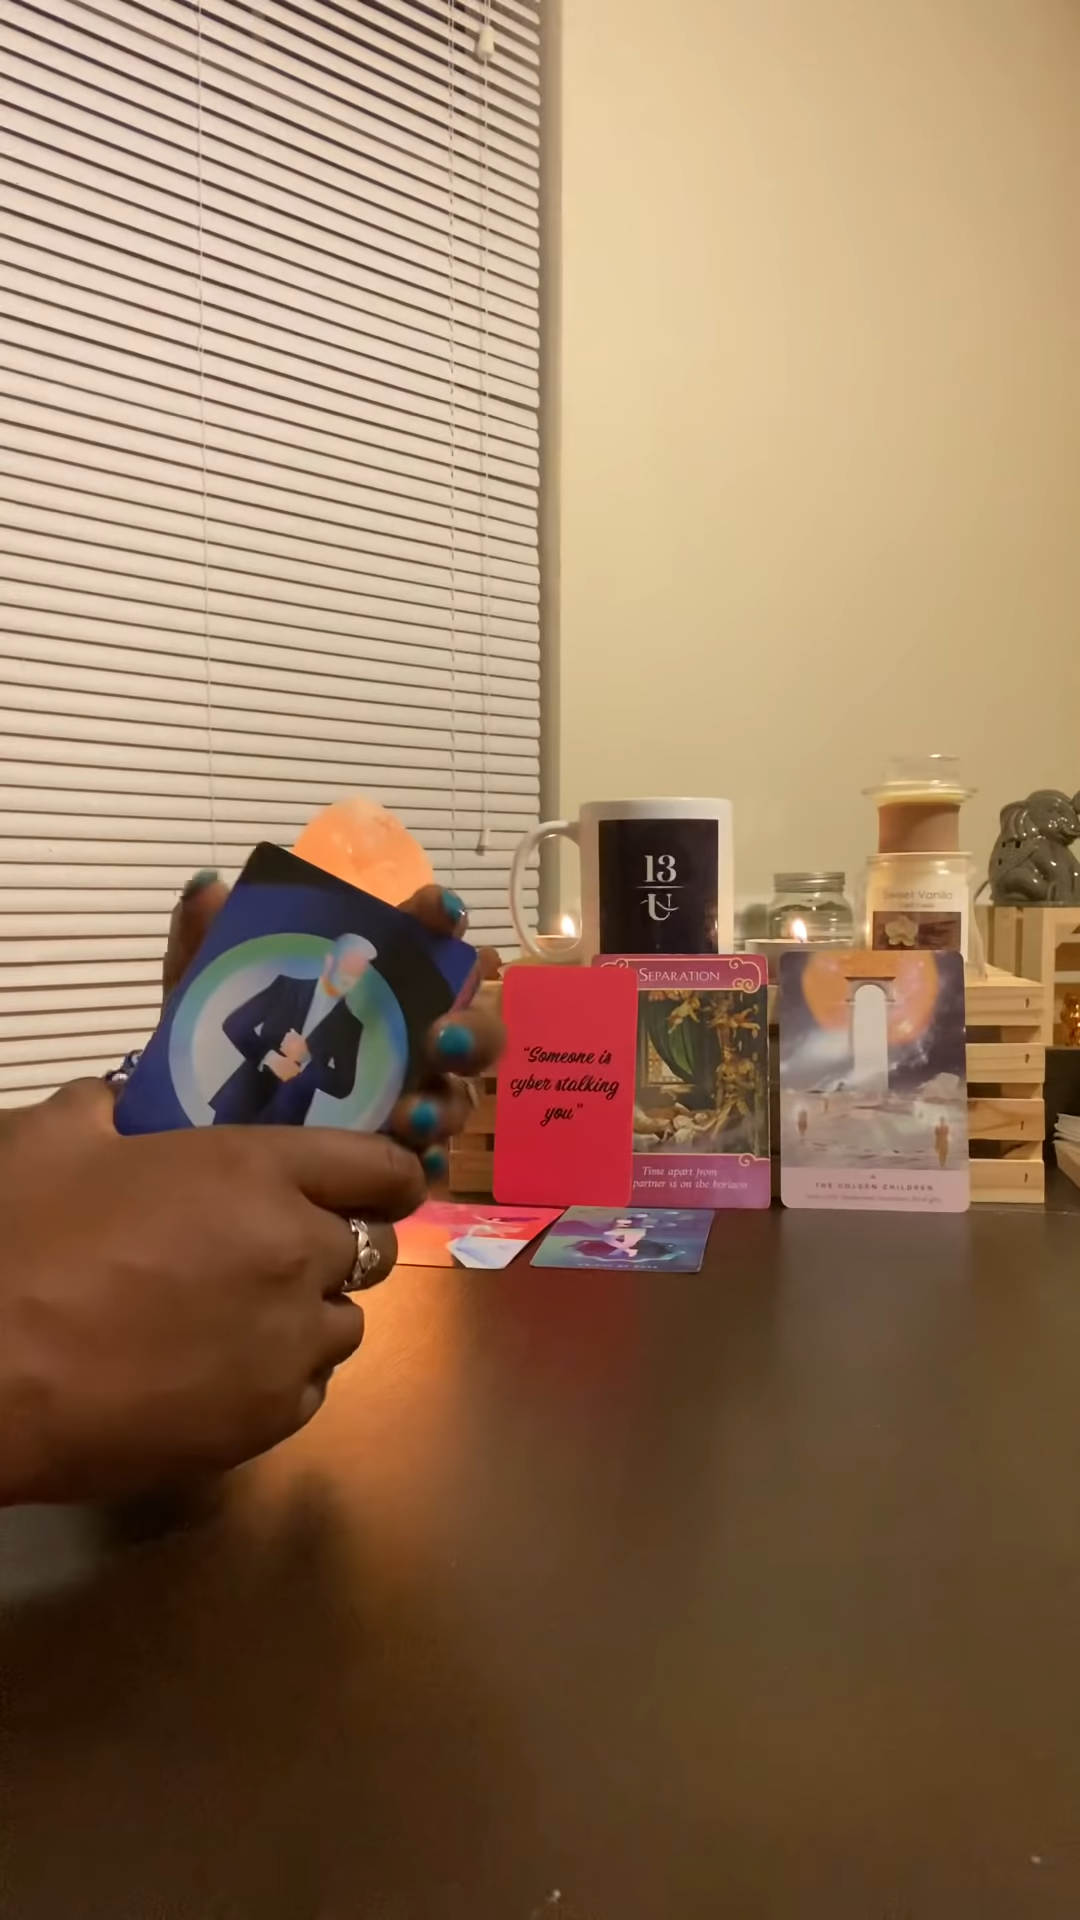 13
U
Sweet Vanilla
SEPARATION
"Someone is
cyber stalking
you"
Time apart from
partner is on the horizon
THE GOLDEN CHILDREN